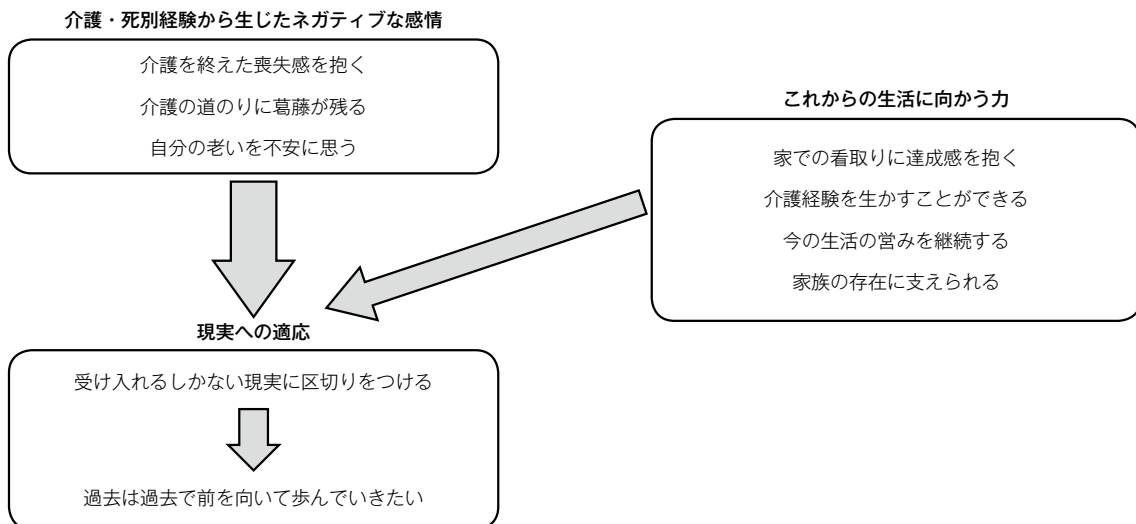 介護・死別経験から生じたネガティブな感情
介護を終えた喪失感を抱く
介護の道のりに葛藤が残る
自分の老いを不安に思う
これからの生活に向かう力
家での看取りに達成感を抱く
介護経験を生かすことができる
今の生活の営みを継続する
家族の存在に支えられる
現実への適応
受け入れるしかない現実に区切りをつける
過去は過去で前を向いて歩んでいきたい